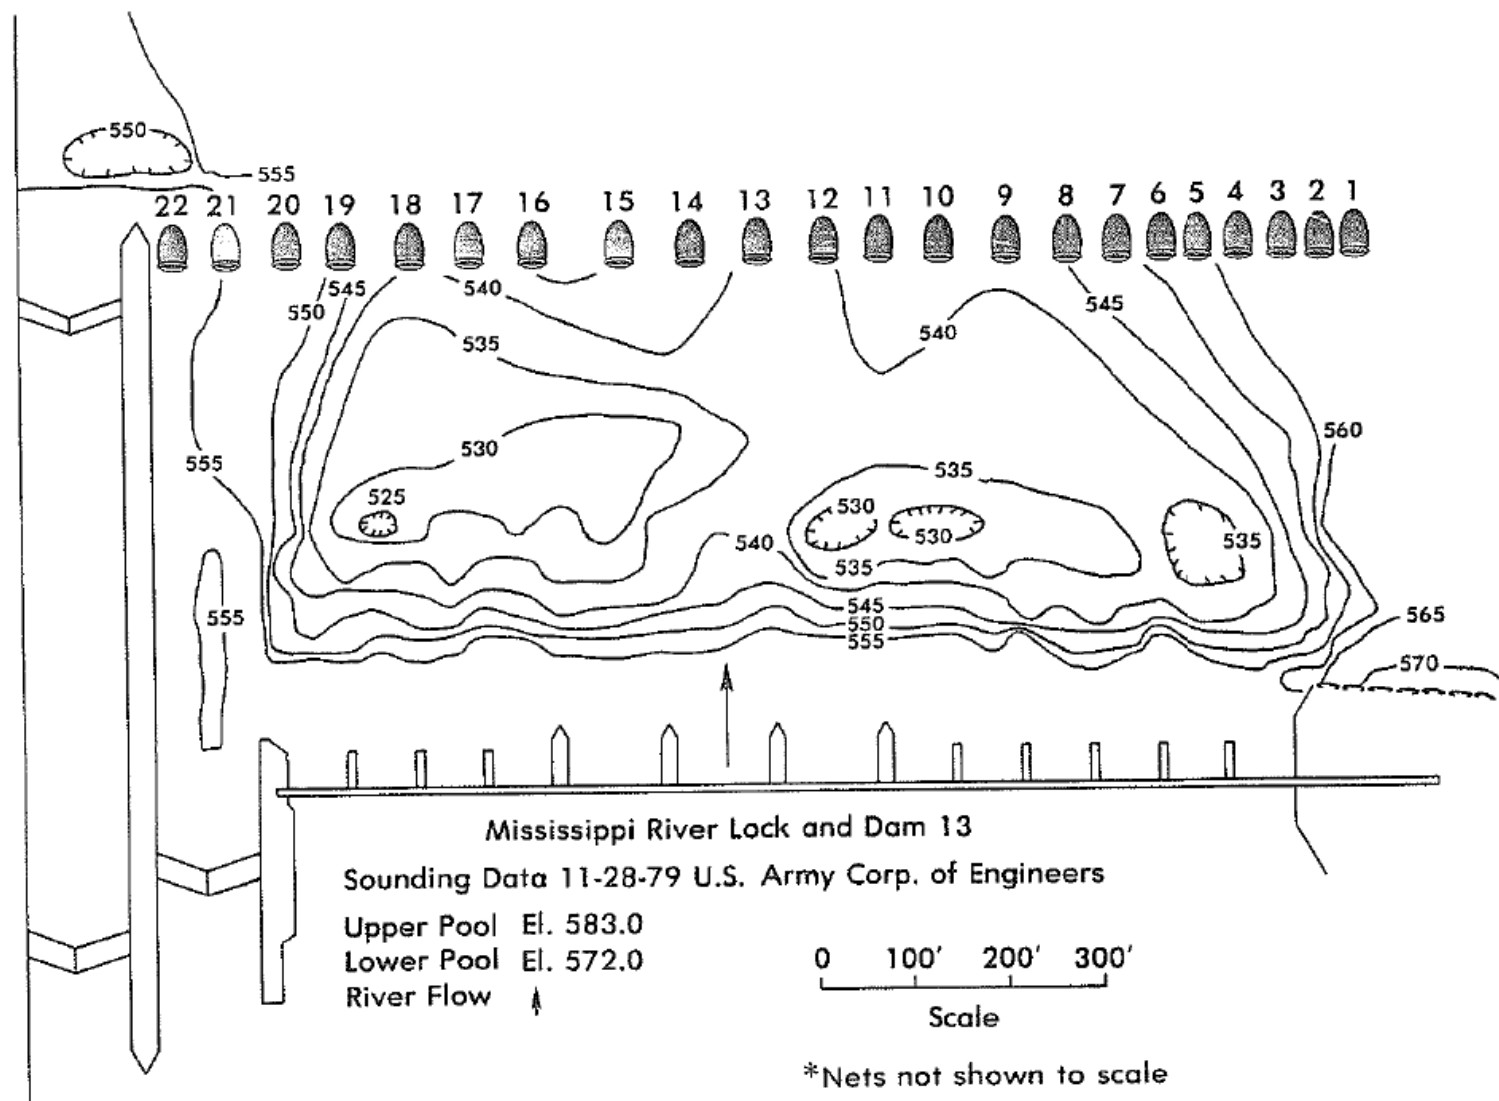 550
555
22 21 20 19 18 17 16 15 14 13 12 11 10 9 8 7 6 5 4 3 2 1
545
540
550
545
540
535
560
530
535
555
525
530
530
535
540
535
545
555
550
565
555
570
Mississippi River Lock and Dam 13
Sounding Data 11-28-79 U.S. Army Corp. of Engineers
Upper Pool El. 583.0
Lower Pool El. 572.0
River Flow
0 100' 200' 300'
Scale
*Nets not shown to scale